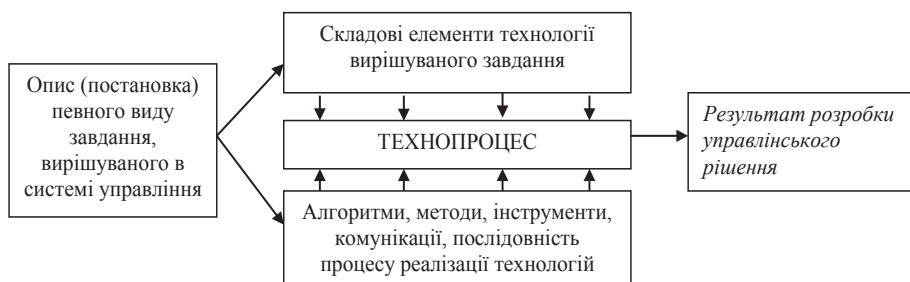 Опис (постановка)
певного виду
завдання,
вирішуваного в
системі управління
Складові елементи технології
вирішуваного завдання
ТЕХНОПРОЦЕС
Алгоритми, методи, інструменти,
комунікації, послідовність
процесу реалізації технологій
Результат розробки
управлінського
рішення